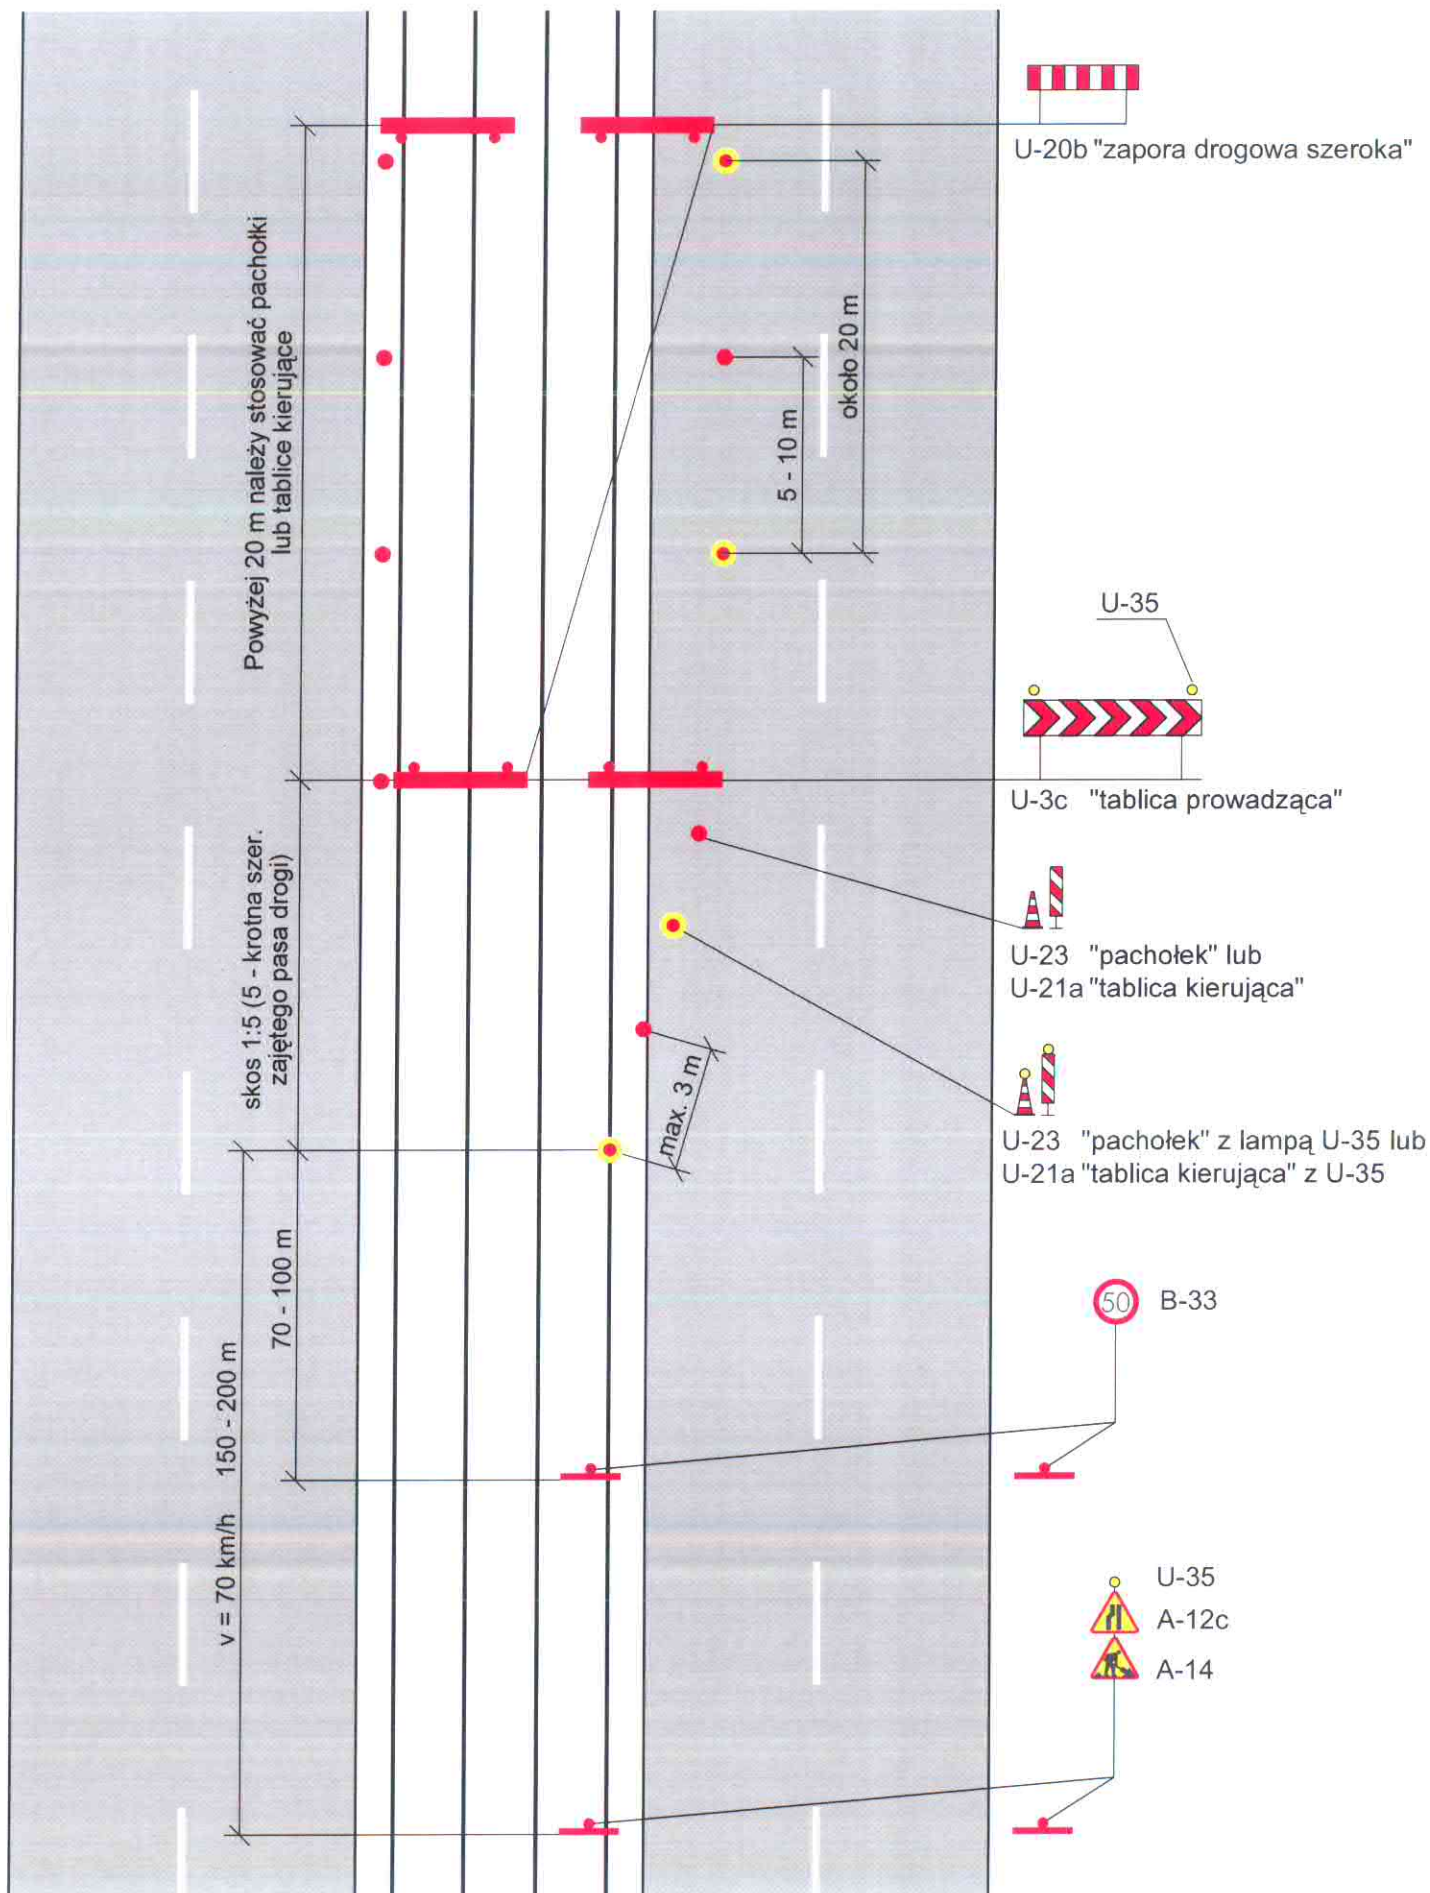 U-20b "zapora drogowa szeroka"
Powyżej 20 m należy stosować pachołki
lub tablice kierujące
około 20 m
5 - 10 m
U-35
U-3c "tablica prowadząca"
skos 1:5 (5 - krotna szer.
zajętego pasa drogi)
U-23 "pachołek" lub
U-21a "tablica kierująca"
max. 3 m
U-23 "pachołek" z lampą U-35 lub
U-21a "tablica kierująca" z U-35
70 - 100 m
50
B-33
v = 70 km/h 150 - 200 m
U-35
A-12c
A-14